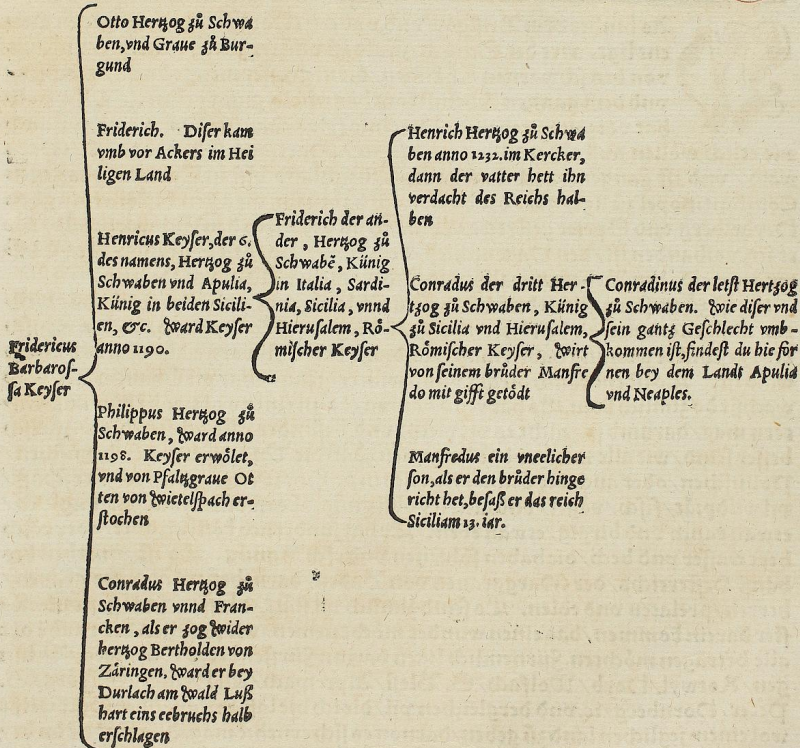 Otto Hertzog zů Schwa
ben, vnd Graue zů Bur-
gund
Friderich. Diser kam
vmb vor Ackers im Hei
ligen Land
Henricus Keyser, der 6.
des namens, Hertzog zů
Schwaben vnd Apulia,
Künig in beiden Sicili-
en, &c. ward Keyser
anno 1190.
Fridericus
Barbaros-
sa Keyser
Philippus Hertzog zů
Schwaben, ward anno
1198. Keyser erwölet,
vnd von Pfaltzgraue Ot
ten von wietelspach er-
stochen
Conradus Hertzog zů
Schwaben vnnd Fran-
cken, als er zog wider
hertzog Bertholden von
Zäringen, ward er bey
Durlach am wald Luß
hart eins eebruchs halb
erschlagen
Friderich der an-
der, Hertzog zů
Schwabē, Künig
in Italia, Sardi-
nia, Sicilia, vnnd
Hierusalem, Rö-
mischer Keyser
Henrich Hertzog zů Schwa
ben anno 1232. im Kercker,
dann der vatter hett ihn
verdacht des Reichs hal-
ben
Conradus der dritt Her-
tzog zů Schwaben, Künig
zů Sicilia vnd Hierusalem,
Römischer Keyser, wirt
von seinem brůder Manfre
do mit gifft getödt
Manfredus ein vneelicher
son, als er den brůder hinge
richt het, besaß er das reich
Siciliam 13. iar.
Conradinus der letst Hertzog
zů Schwaben. wie diser vnd
sein gantz Geschlecht vmb-
kommen ist, findest du hie för
nen bey dem Landt Apulia
vnd Neaples.